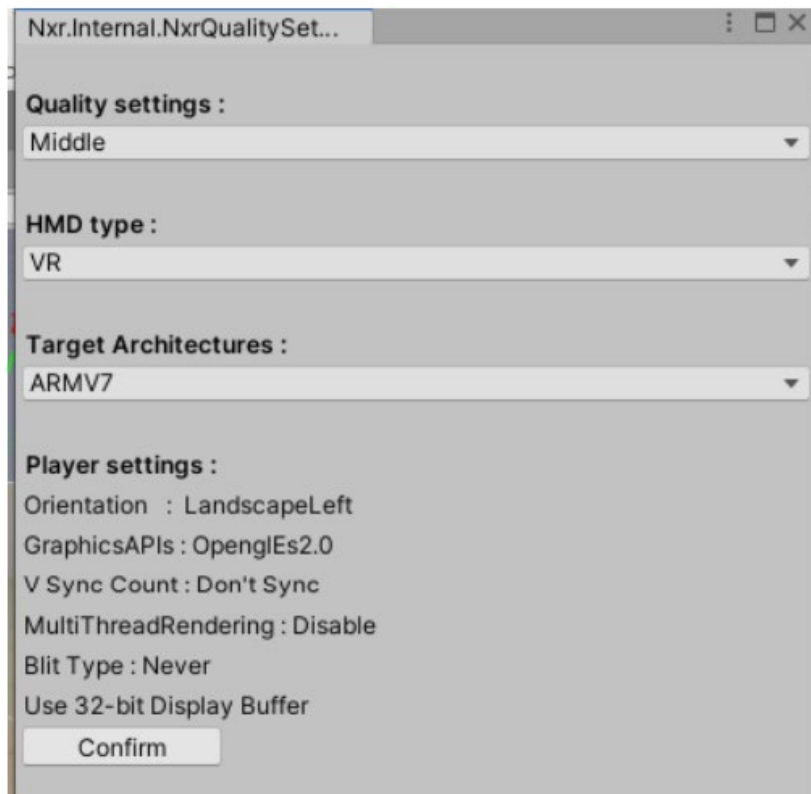 Nxr.Internal.NxrQualitySet...
Quality settings :
Middle
HMD type :
VR
Target Architectures :
ARMV7
Player settings :
Orientation : LandscapeLeft
GraphicsAPIs : OpenglEs2.0
V Sync Count : Don't Sync
MultiThreadRendering : Disable
Blit Type : Never
Use 32-bit Display Buffer
Confirm